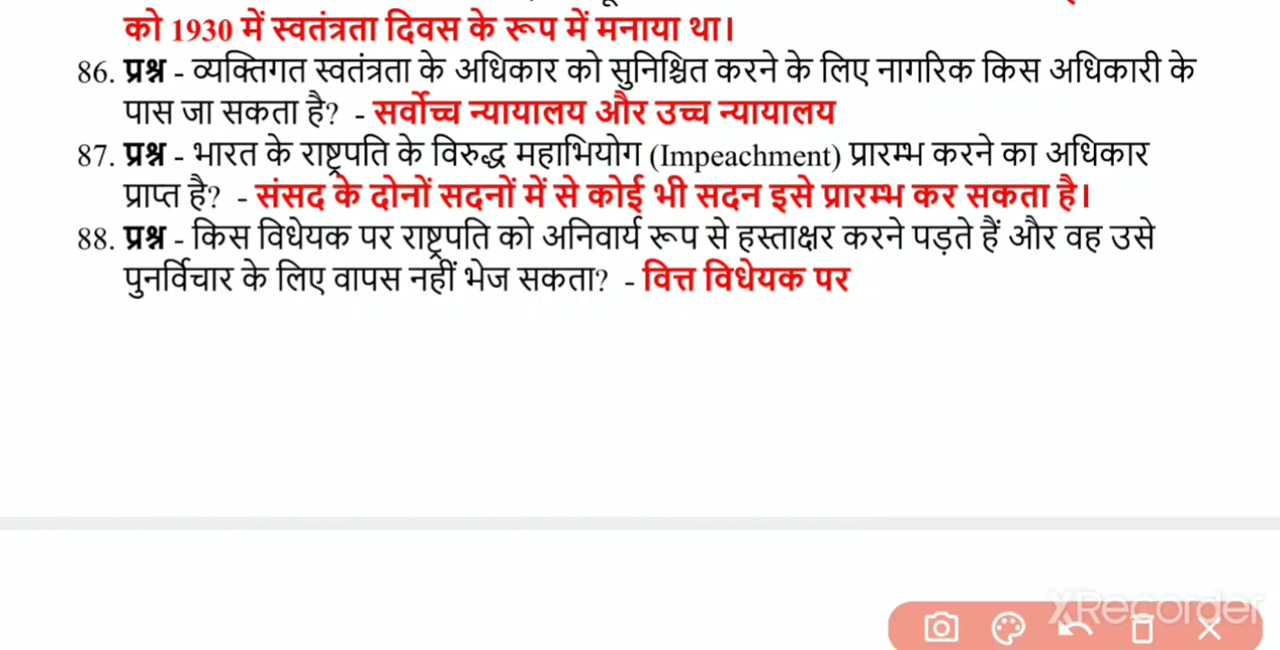 को 1930 में स्वतंत्रता दिवस के रूप में मनाया था।
86. प्रश्न - व्यक्तिगत स्वतंत्रता के अधिकार को सुनिश्चित करने के लिए नागरिक किस अधिकारी के
पास जा सकता है? - सर्वोच्च न्यायालय और उच्च न्यायालय
87. प्रश्न - भारत के राष्ट्रपति के विरुद्ध महाभियोग (Impeachment) प्रारम्भ करने का अधिकार
प्राप्त है? - संसद के दोनों सदनों में से कोई भी सदन इसे प्रारम्भ कर सकता है।
88. प्रश्न - किस विधेयक पर राष्ट्रपति को अनिवार्य रूप से हस्ताक्षर करने पड़ते हैं और वह उसे
पुनर्विचार के लिए वापस नहीं भेज सकता? - वित्त विधेयक पर
XRecorder